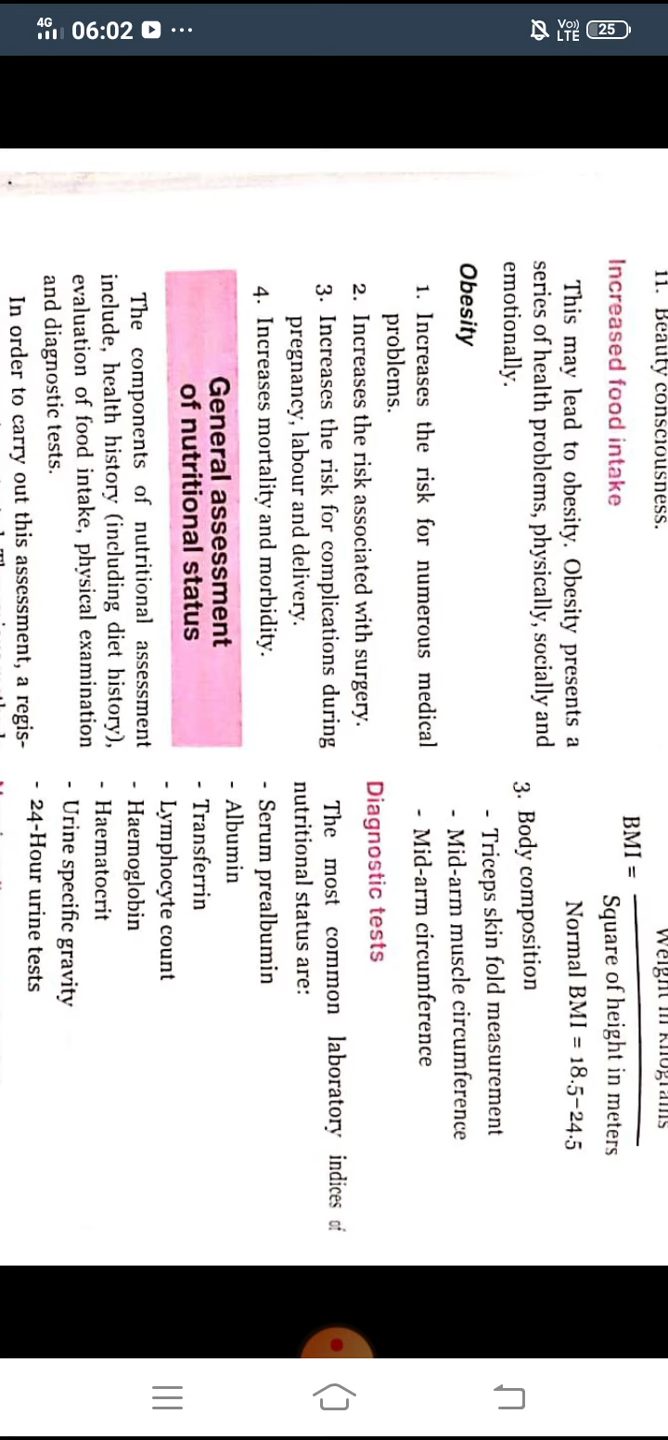 4G 06:02 ... Vo)) LTE 25
11. Beauty consciousness.
Increased food intake
This may lead to obesity. Obesity presents a
series of health problems, physically, socially and
emotionally.
Obesity
1. Increases the risk for numerous medical
problems.
2. Increases the risk associated with surgery.
3. Increases the risk for complications during
pregnancy, labour and delivery.
4. Increases mortality and morbidity.
General assessment
of nutritional status
The components of nutritional assessment
include, health history (including diet history),
evaluation of food intake, physical examination
and diagnostic tests.
In order to carry out this assessment, a regis-
Weight in kilograms
BMI =
Square of height in meters
Normal BMI = 18.5–24.5
3. Body composition
- Triceps skin fold measurement
- Mid-arm muscle circumference
- Mid-arm circumference
Diagnostic tests
The most common laboratory indices of
nutritional status are:
- Serum prealbumin
- Albumin
- Transferrin
- Lymphocyte count
- Haemoglobin
- Haematocrit
- Urine specific gravity
- 24-Hour urine tests